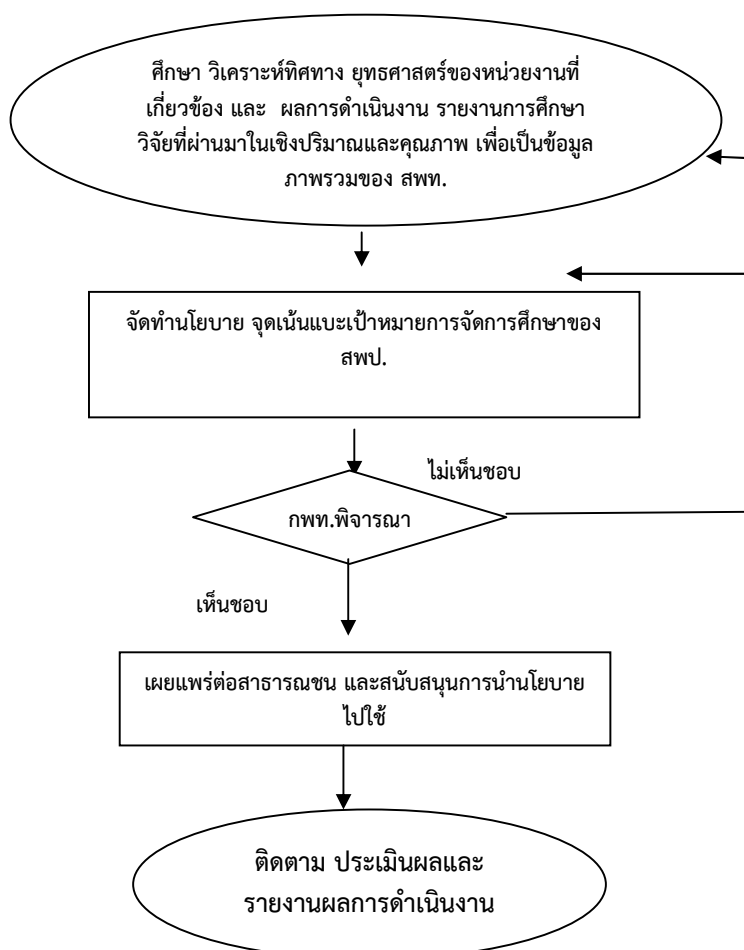 ศึกษา วิเคราะห์ทิศทาง ยุทธศาสตร์ของหน่วยงานที่
เกี่ยวข้อง และ ผลการดำเนินงาน รายงานการศึกษา
วิจัยที่ผ่านมาในเชิงปริมาณและคุณภาพ เพื่อเป็นข้อมูล
ภาพรวมของ สพท.
จัดทำนโยบาย จุดเน้นแบะเป้าหมายการจัดการศึกษาของ
สพป.
ไม่เห็นชอบ
กพท.พิจารณา
เห็นชอบ
เผยแพร่ต่อสาธารณชน และสนับสนุนการนำนโยบาย
ไปใช้
ติดตาม ประเมินผลและ
รายงานผลการดำเนินงาน